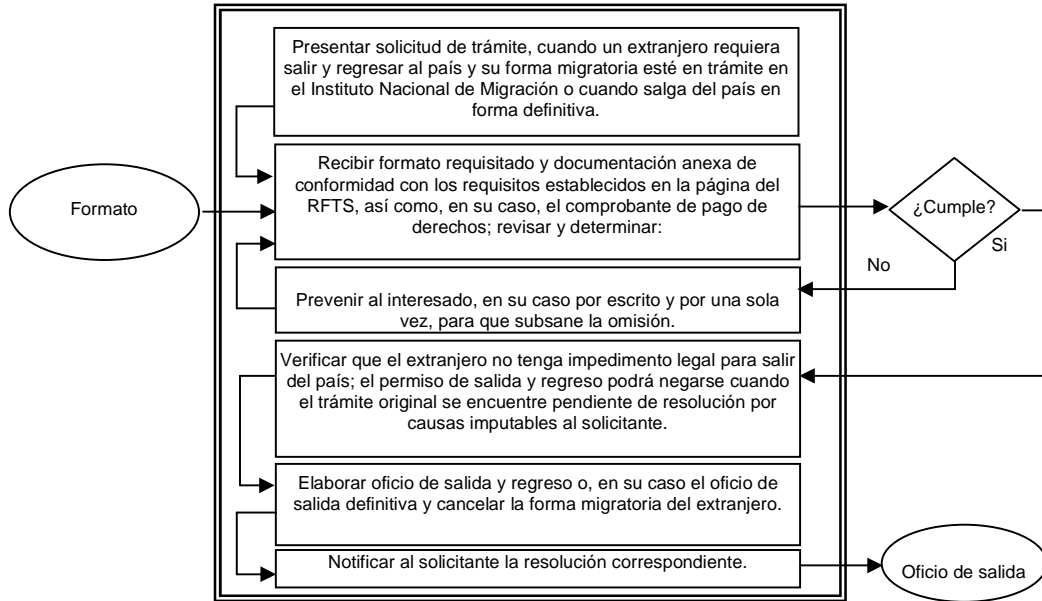 Presentar solicitud de trámite, cuando un extranjero requiera
salir y regresar al país y su forma migratoria esté en trámite en
el Instituto Nacional de Migración o cuando salga del país en
forma definitiva.
Formato
Recibir formato requisitado y documentación anexa de
conformidad con los requisitos establecidos en la página del
RFTS, así como, en su caso, el comprobante de pago de
derechos; revisar y determinar:
¿Cumple?
Si
No
Prevenir al interesado, en su caso por escrito y por una sola
vez, para que subsane la omisión.
Verificar que el extranjero no tenga impedimento legal para salir
del país; el permiso de salida y regreso podrá negarse cuando
el trámite original se encuentre pendiente de resolución por
causas imputables al solicitante.
Elaborar oficio de salida y regreso o, en su caso el oficio de
salida definitiva y cancelar la forma migratoria del extranjero.
Notificar al solicitante la resolución correspondiente.
Oficio de salida